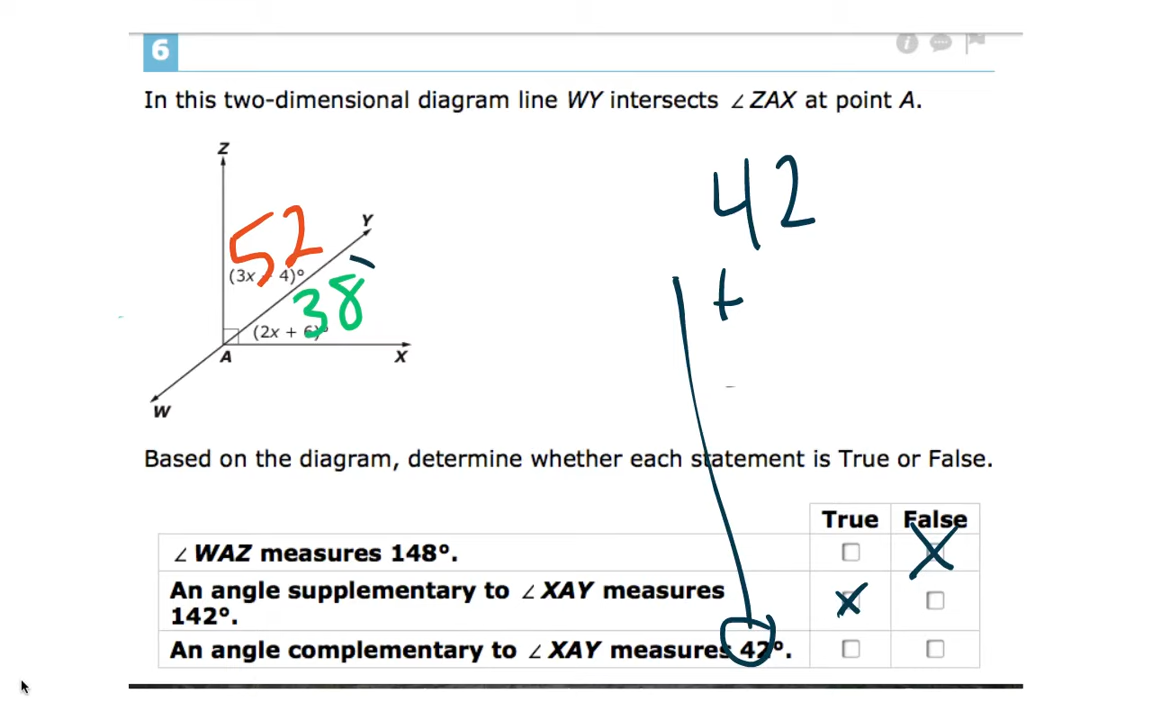 6
In this two-dimensional diagram line WY intersects ∠ ZAX at point A.
Z
42
52
Y
(3x 4)°
38
+
(2x + 6)°
A
X
W
Based on the diagram, determine whether each statement is True or False.
True False
∠ WAZ measures 148°.
An angle supplementary to ∠ XAY measures
142°.
An angle complementary to ∠ XAY measures 42°.